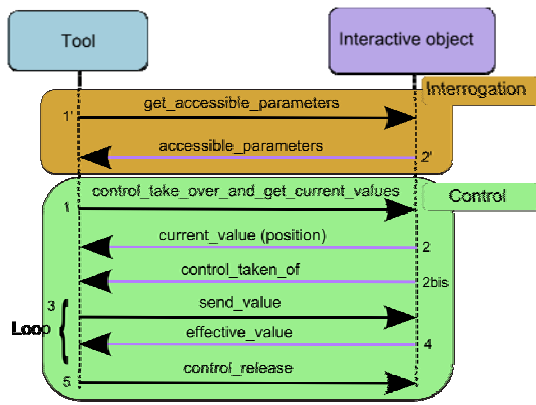 Tool
Interactive object
Interrogation
get_accessible_parameters
1'
accessible_parameters
2'
control_take_over_and_get_current_values
Control
1
current_value (position)
2
control_taken_of
2bis
3
send_value
Loop
effective_value
4
control_release
5